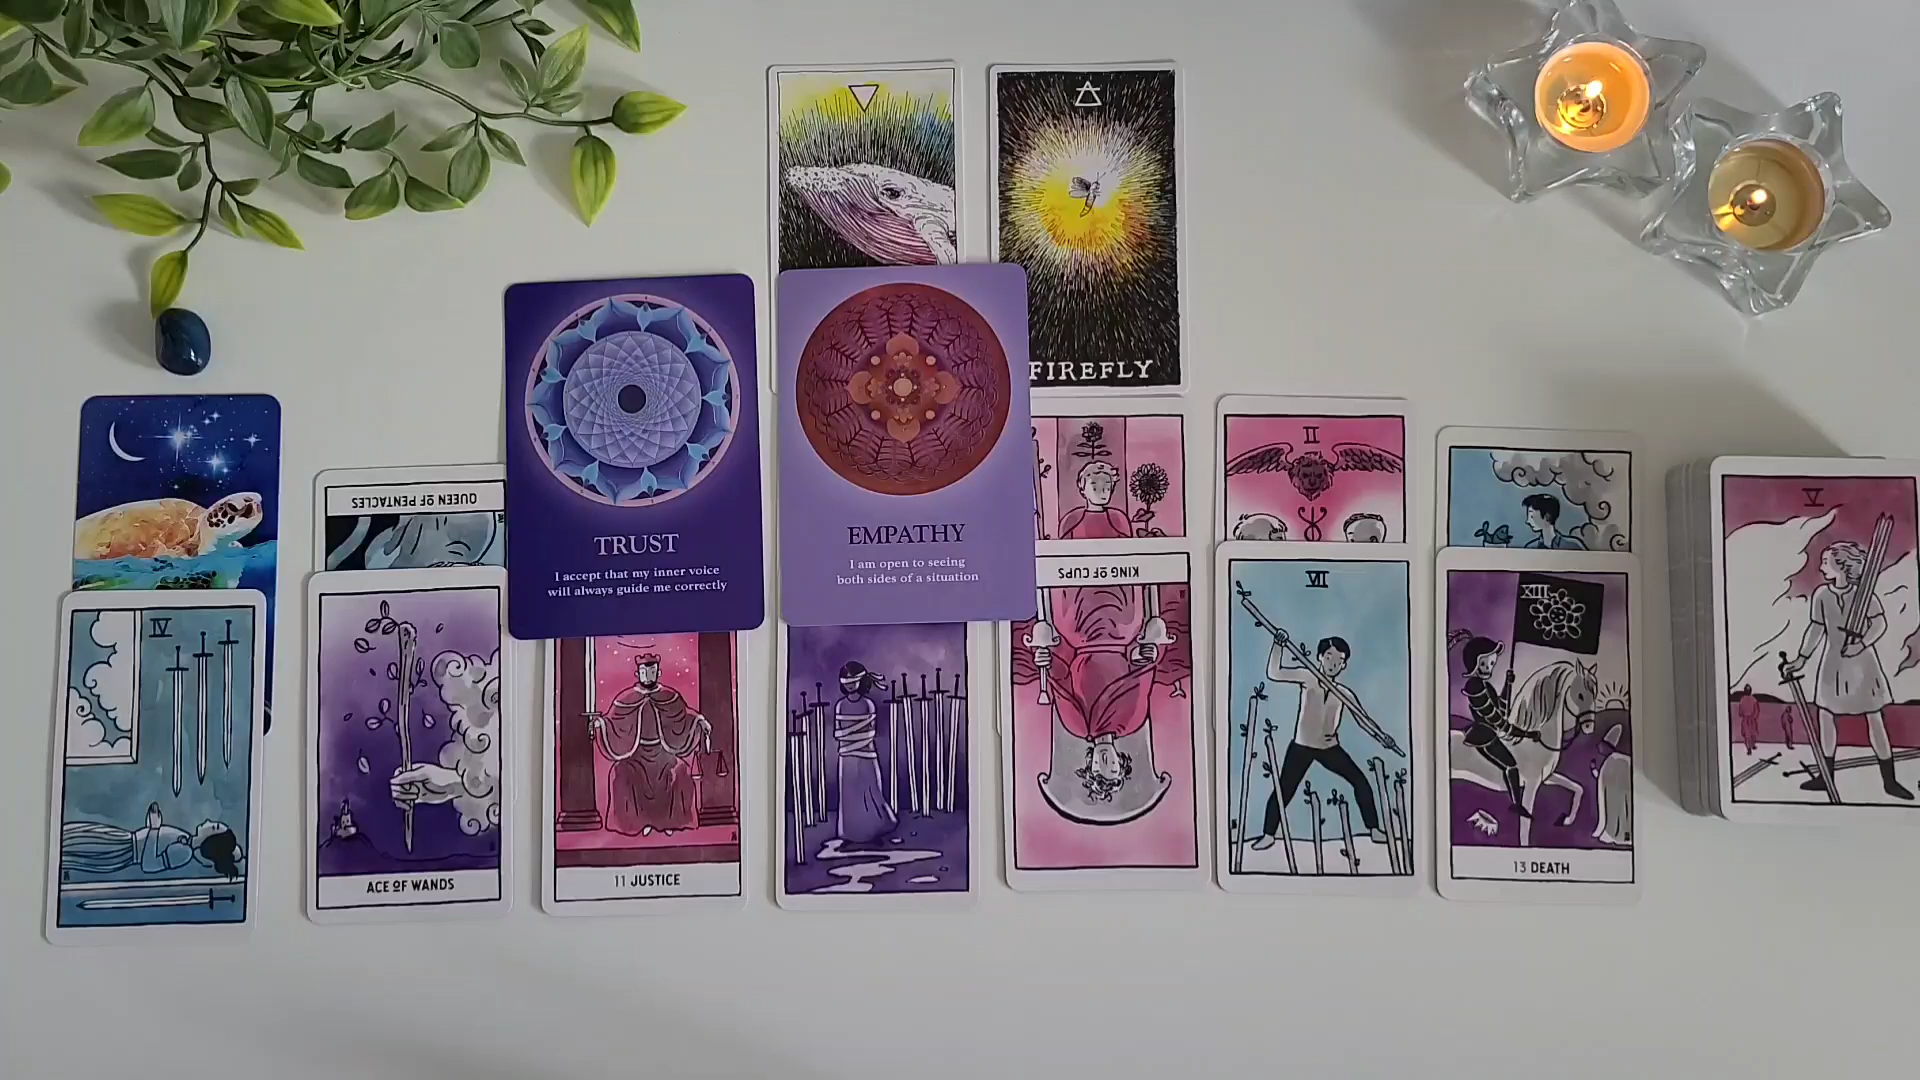 FIREFLY
QUEEN OF PENTACLES
TRUST
I accept that my inner voice
will always guide me correctly
EMPATHY
I am open to seeing
both sides of a situation
II
V
KING OF CUPS
IV
VII
XIII
ACE OF WANDS
11 JUSTICE
13 DEATH